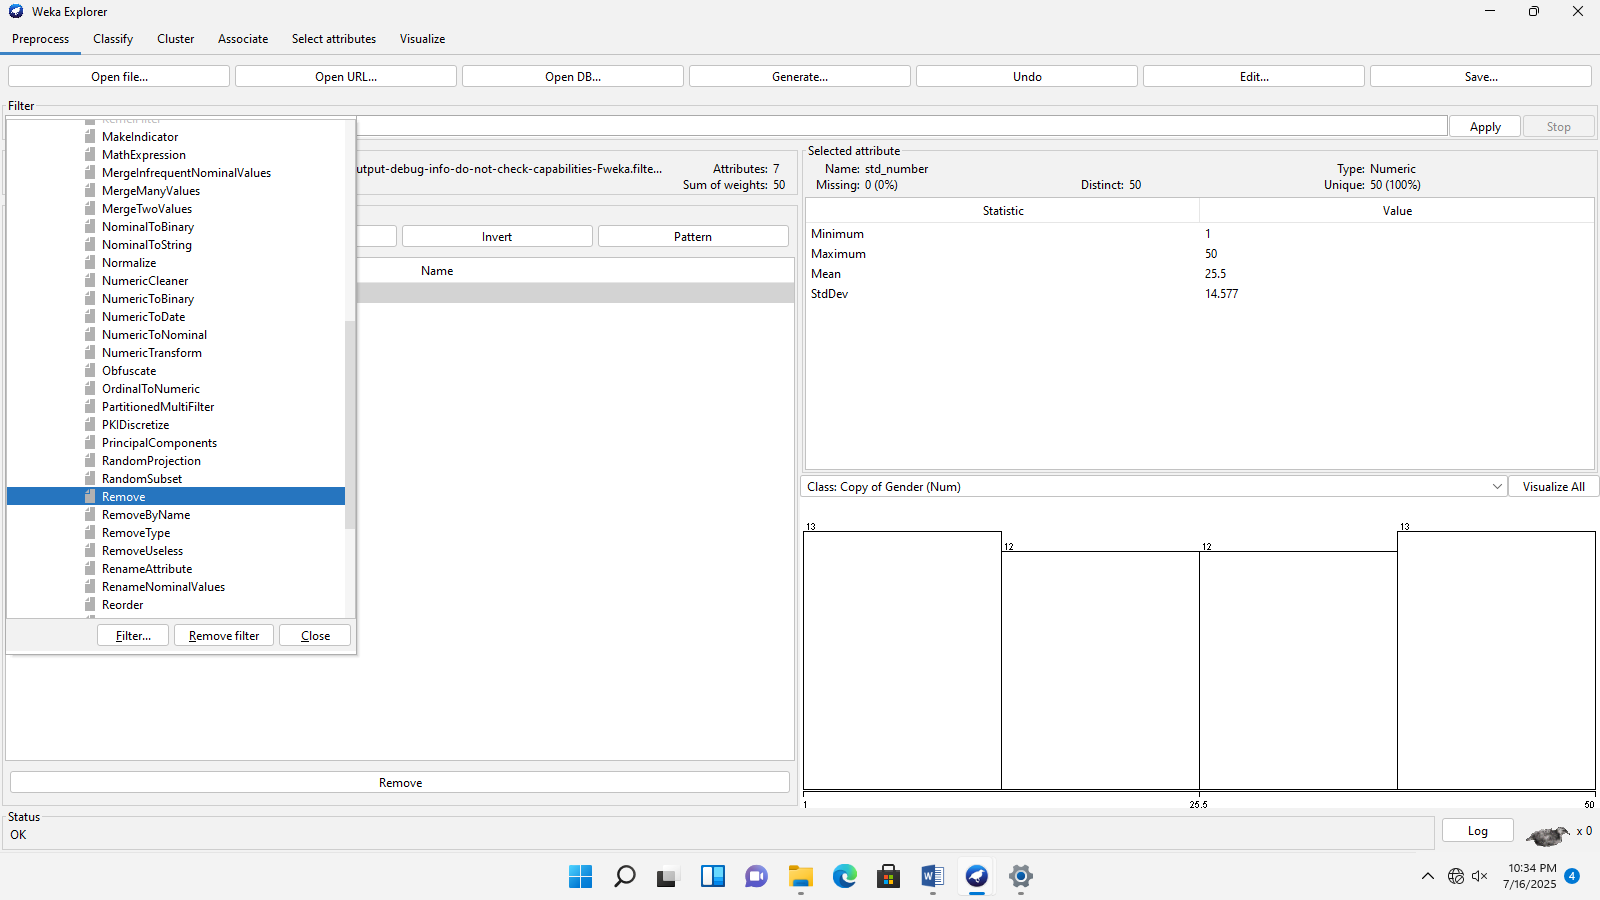 Weka Explorer
Preprocess
Classify
Cluster
Associate
Select attributes
Visualize
Open file...
Open URL...
Open DB...
Generate...
Undo
Edit...
Save...
Filter
Apply
Stop
MakeIndicator
MathExpression
MergeInfrequentNominalValues
MergeManyValues
MergeTwoValues
NominalToBinary
NominalToString
Normalize
NumericCleaner
NumericToBinary
NumericToDate
NumericToNominal
NumericTransform
Obfuscate
OrdinalToNumeric
PartitionedMultiFilter
PKIDiscretize
PrincipalComponents
RandomProjection
RandomSubset
Remove
RemoveByName
RemoveType
RemoveUseless
RenameAttribute
RenameNominalValues
Reorder
Filter...
Remove filter
Close
utput-debug-info-do-not-check-capabilities-Fweka.filte...
Attributes: 7
Sum of weights: 50
Invert
Pattern
Name
Remove
Selected attribute
Name: std_number
Type: Numeric
Missing: 0 (0%)
Distinct: 50
Unique: 50 (100%)
Statistic
Value
Minimum
1
Maximum
50
Mean
25.5
StdDev
14.577
Class: Copy of Gender (Num)
Visualize All
13
12
12
13
1
25.5
50
Status
OK
Log
x 0
10:34 PM
7/16/2025
4